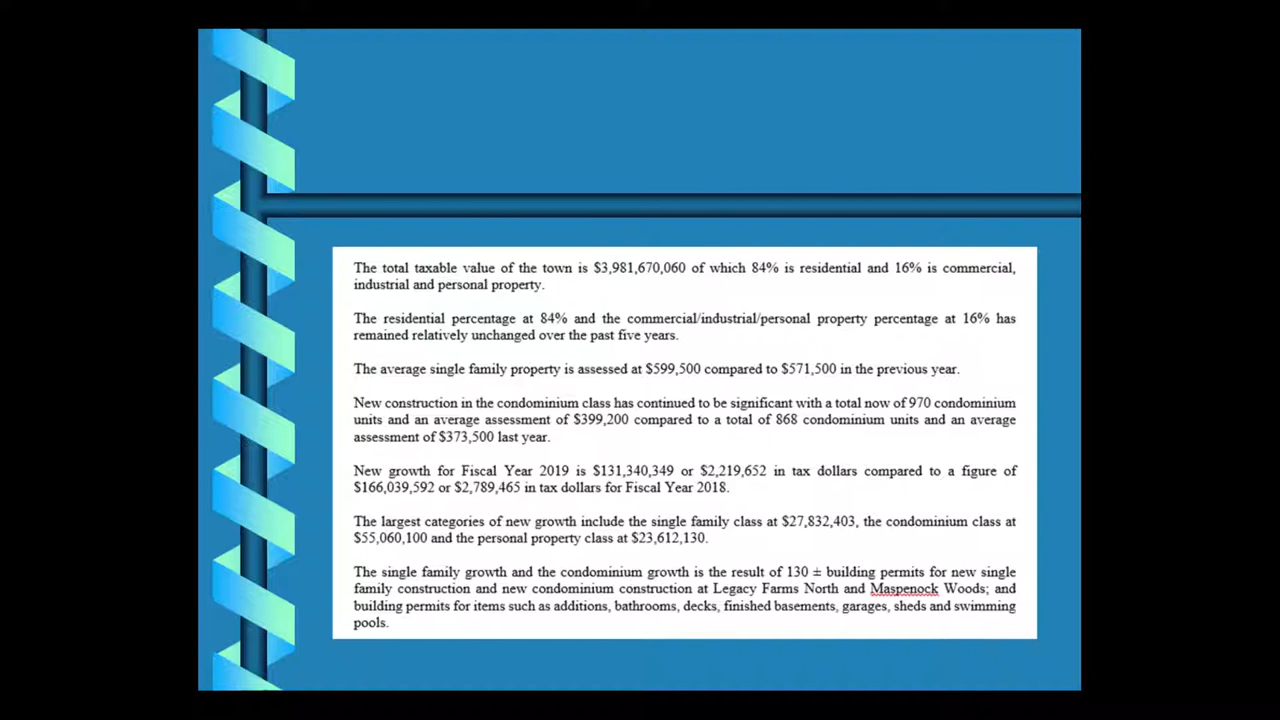 The total taxable value of the town is $3,981,670,060 of which 84% is residential and 16% is commercial,
industrial and personal property.
The residential percentage at 84% and the commercial/industrial/personal property percentage at 16% has
remained relatively unchanged over the past five years.
The average single family property is assessed at $599,500 compared to $571,500 in the previous year.
New construction in the condominium class has continued to be significant with a total now of 970 condominium
units and an average assessment of $399,200 compared to a total of 868 condominium units and an average
assessment of $373,500 last year.
New growth for Fiscal Year 2019 is $131,340,349 or $2,219,652 in tax dollars compared to a figure of
$166,039,592 or $2,789,465 in tax dollars for Fiscal Year 2018.
The largest categories of new growth include the single family class at $27,832,403, the condominium class at
$55,060,100 and the personal property class at $23,612,130.
The single family growth and the condominium growth is the result of 130 ± building permits for new single
family construction and new condominium construction at Legacy Farms North and Maspenock Woods; and
building permits for items such as additions, bathrooms, decks, finished basements, garages, sheds and swimming
pools.